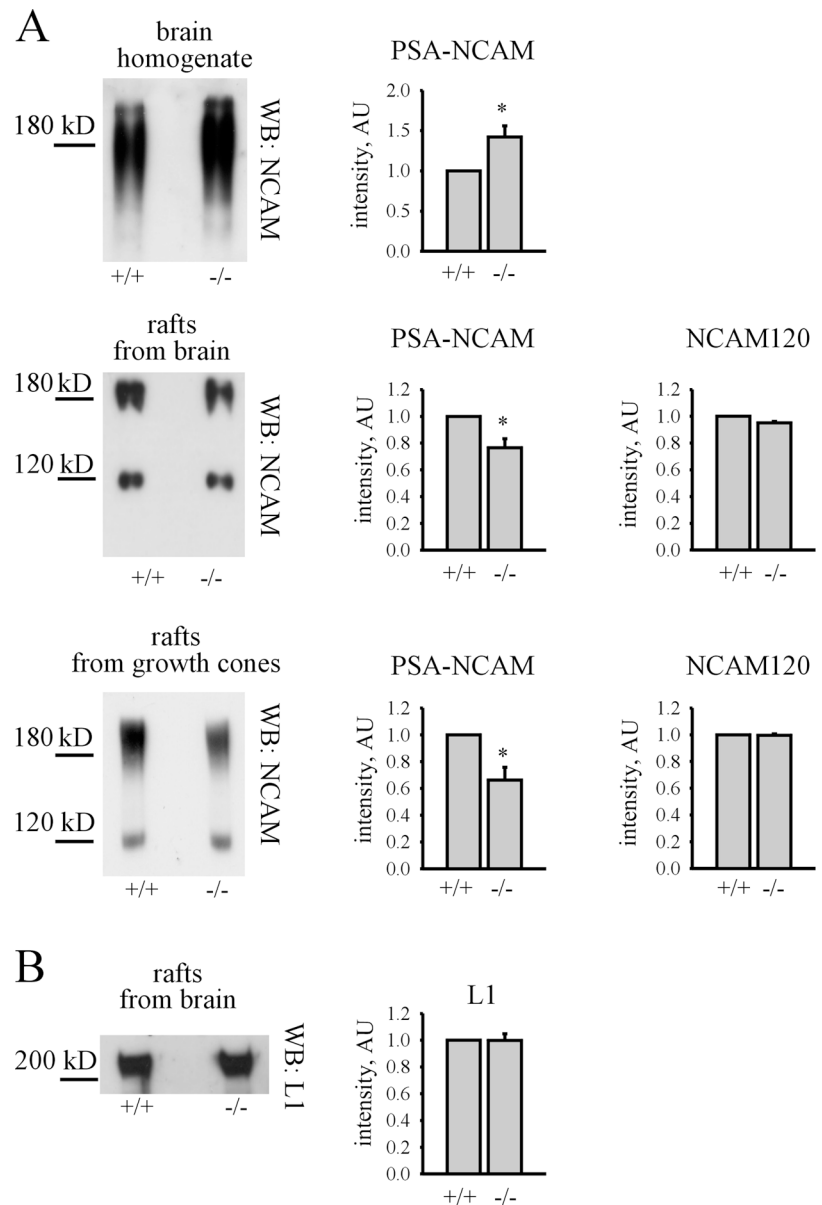 A
brain
homogenate
180 kD
WB: NCAM
+/+ -/-
PSA-NCAM
intensity, AU
2.0
1.5
1.0
0.5
0.0
*
+/+ -/-
rafts
from brain
180 kD
120 kD
WB: NCAM
+/+ -/-
PSA-NCAM
intensity, AU
1.2
1.0
0.8
0.6
0.4
0.2
0.0
*
+/+ -/-
NCAM120
intensity, AU
1.2
1.0
0.8
0.6
0.4
0.2
0.0
+/+ -/-
rafts
from growth cones
180 kD
120 kD
WB: NCAM
+/+ -/-
PSA-NCAM
intensity, AU
1.2
1.0
0.8
0.6
0.4
0.2
0.0
*
+/+ -/-
NCAM120
intensity, AU
1.2
1.0
0.8
0.6
0.4
0.2
0.0
+/+ -/-
B
rafts
from brain
200 kD
WB: L1
+/+ -/-
L1
intensity, AU
1.2
1.0
0.8
0.6
0.4
0.2
0.0
+/+ -/-